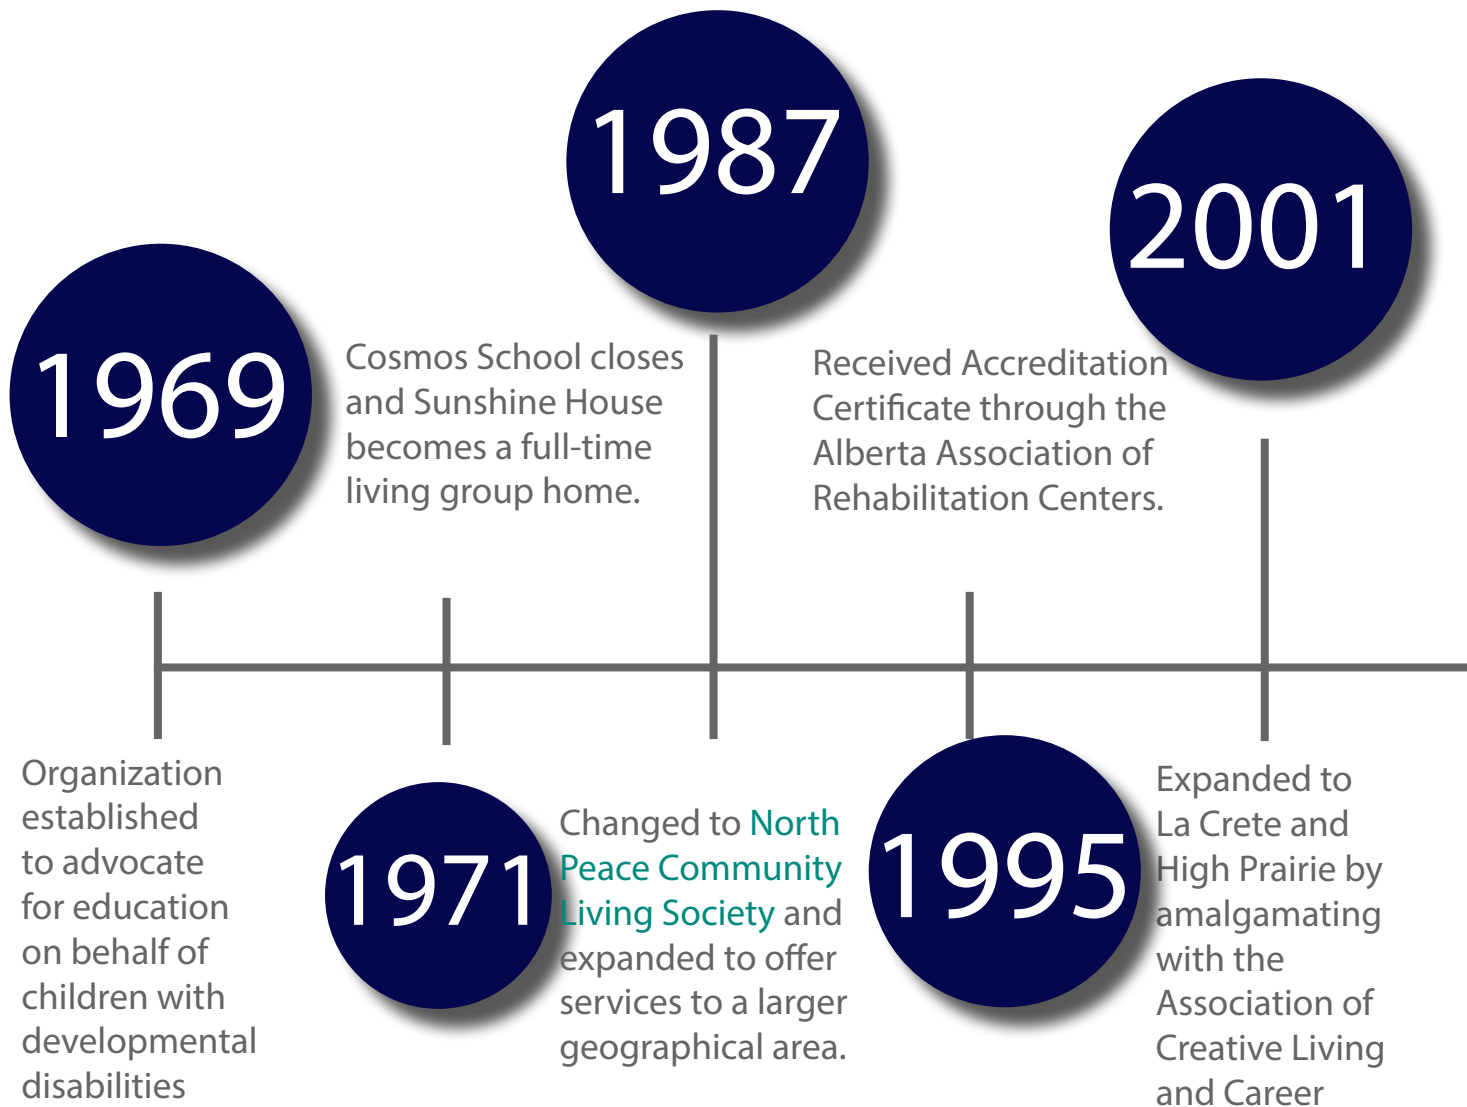 1969
Organization
established
to advocate
for education
on behalf of
children with
developmental
disabilities
Cosmos School closes
and Sunshine House
becomes a full-time
living group home.
1971
1987
Changed to North
Peace Community
Living Society and
expanded to offer
services to a larger
geographical area.
Received Accreditation
Certificate through the
Alberta Association of
Rehabilitation Centers.
1995
2001
Expanded to
La Crete and
High Prairie by
amalgamating
with the
Association of
Creative Living
and Career